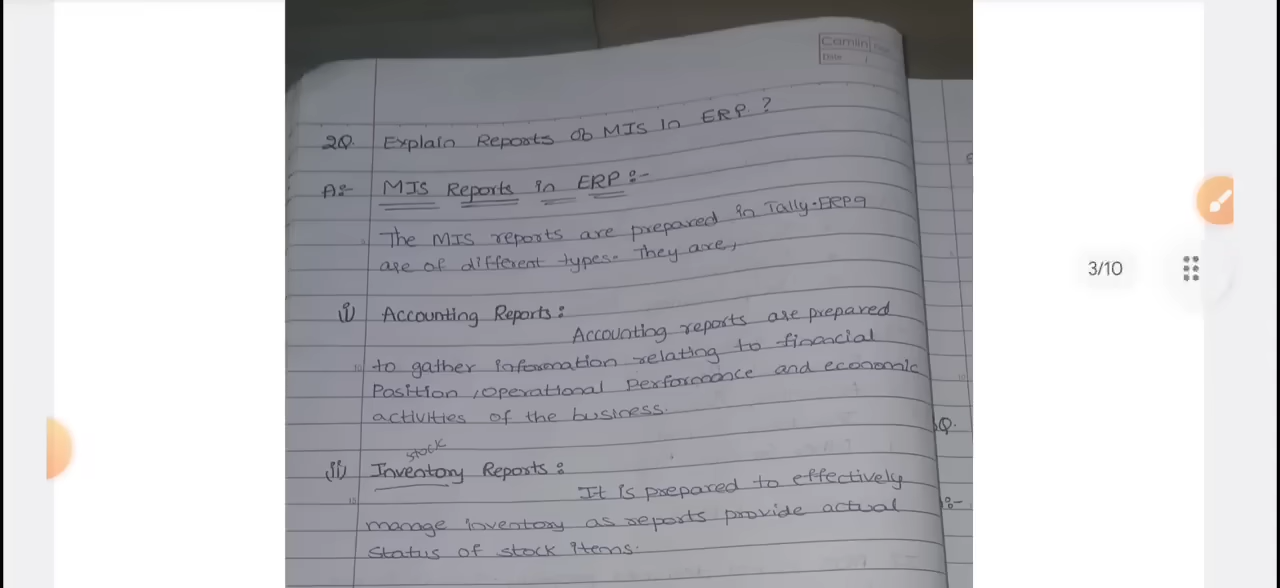 Camlin
Date
2Q. Explain Reports of MIS in ERP ?
A:- MIS Reports in ERP :-
The MIS reports are prepared in Tally.ERP9
are of different types. They are,
i) Accounting Reports :
Accounting reports are prepared
to gather information relating to financial
Position, operational Performance and economic
activities of the business.
stock
ii) Inventory Reports :
It is prepared to effectively
manage inventory as reports provide actual
status of stock items.
Q.
:-
3/10